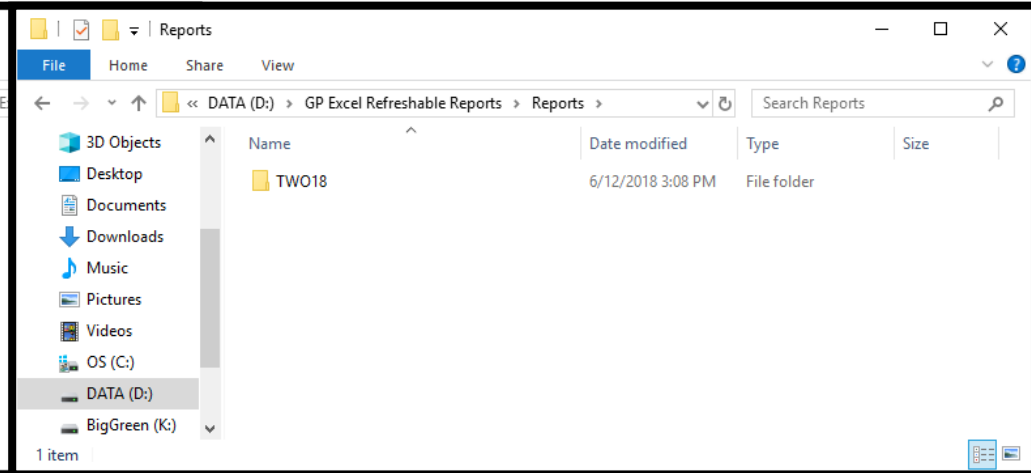 Reports
File Home Share View
« DATA (D:) › GP Excel Refreshable Reports › Reports › Search Reports
Name Date modified Type Size
TWO18 6/12/2018 3:08 PM File folder
3D Objects
Desktop
Documents
Downloads
Music
Pictures
Videos
OS (C:)
DATA (D:)
BigGreen (K:)
1 item